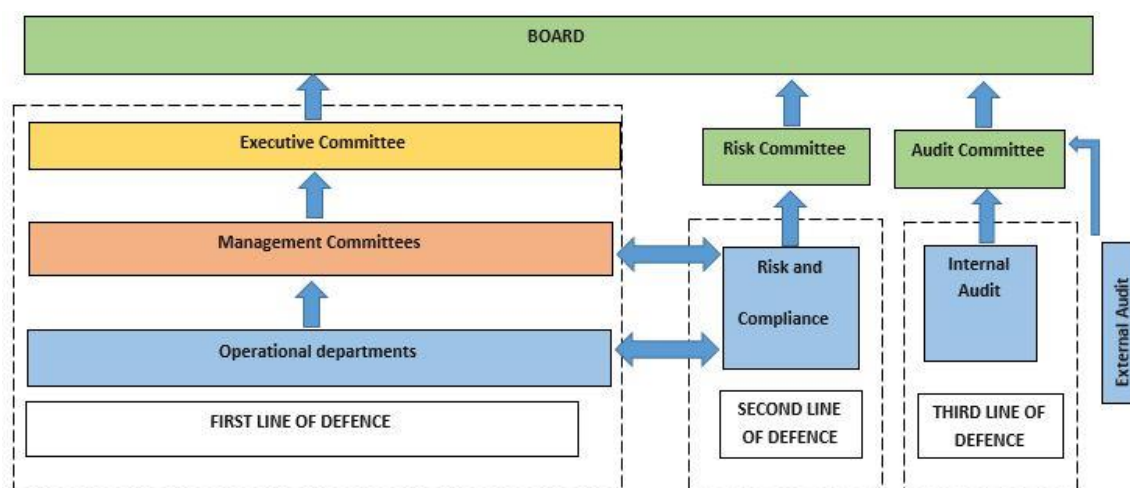 BOARD
Executive Committee
Risk Committee
Audit Committee
Management Committees
Risk and
Compliance
Internal
Audit
External Audit
Operational departments
FIRST LINE OF DEFENCE
SECOND LINE
OF DEFENCE
THIRD LINE OF
DEFENCE